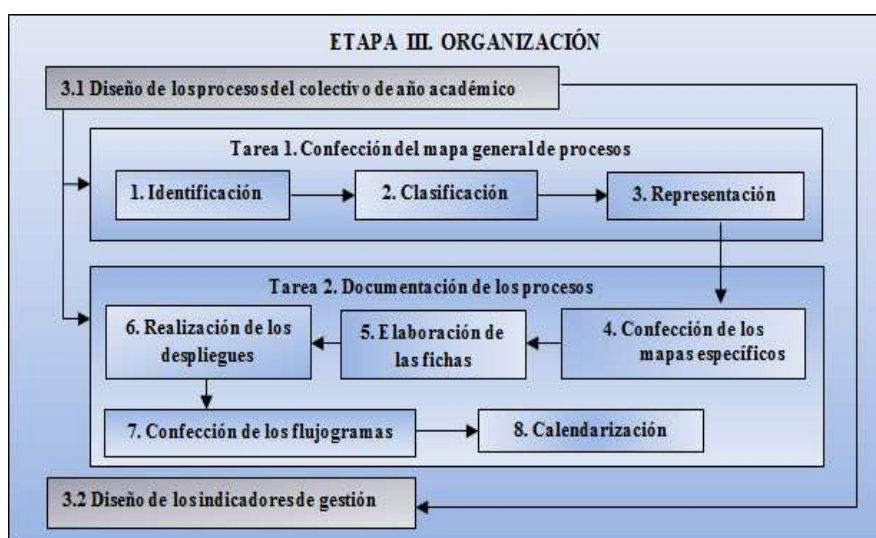 ETAPA III. ORGANIZACIÓN
3.1 Diseño de los procesos del colectivo de año académico
Tarea 1. Confección del mapa general de procesos
1. Identificación
2. Clasificación
3. Representación
Tarea 2. Documentación de los procesos
6. Realización de los
despliegues
5. Elaboración de
las fichas
4. Confección de los
mapas específicos
7. Confección de los flujogramas
8. Calendarización
3.2 Diseño de los indicadores de gestión